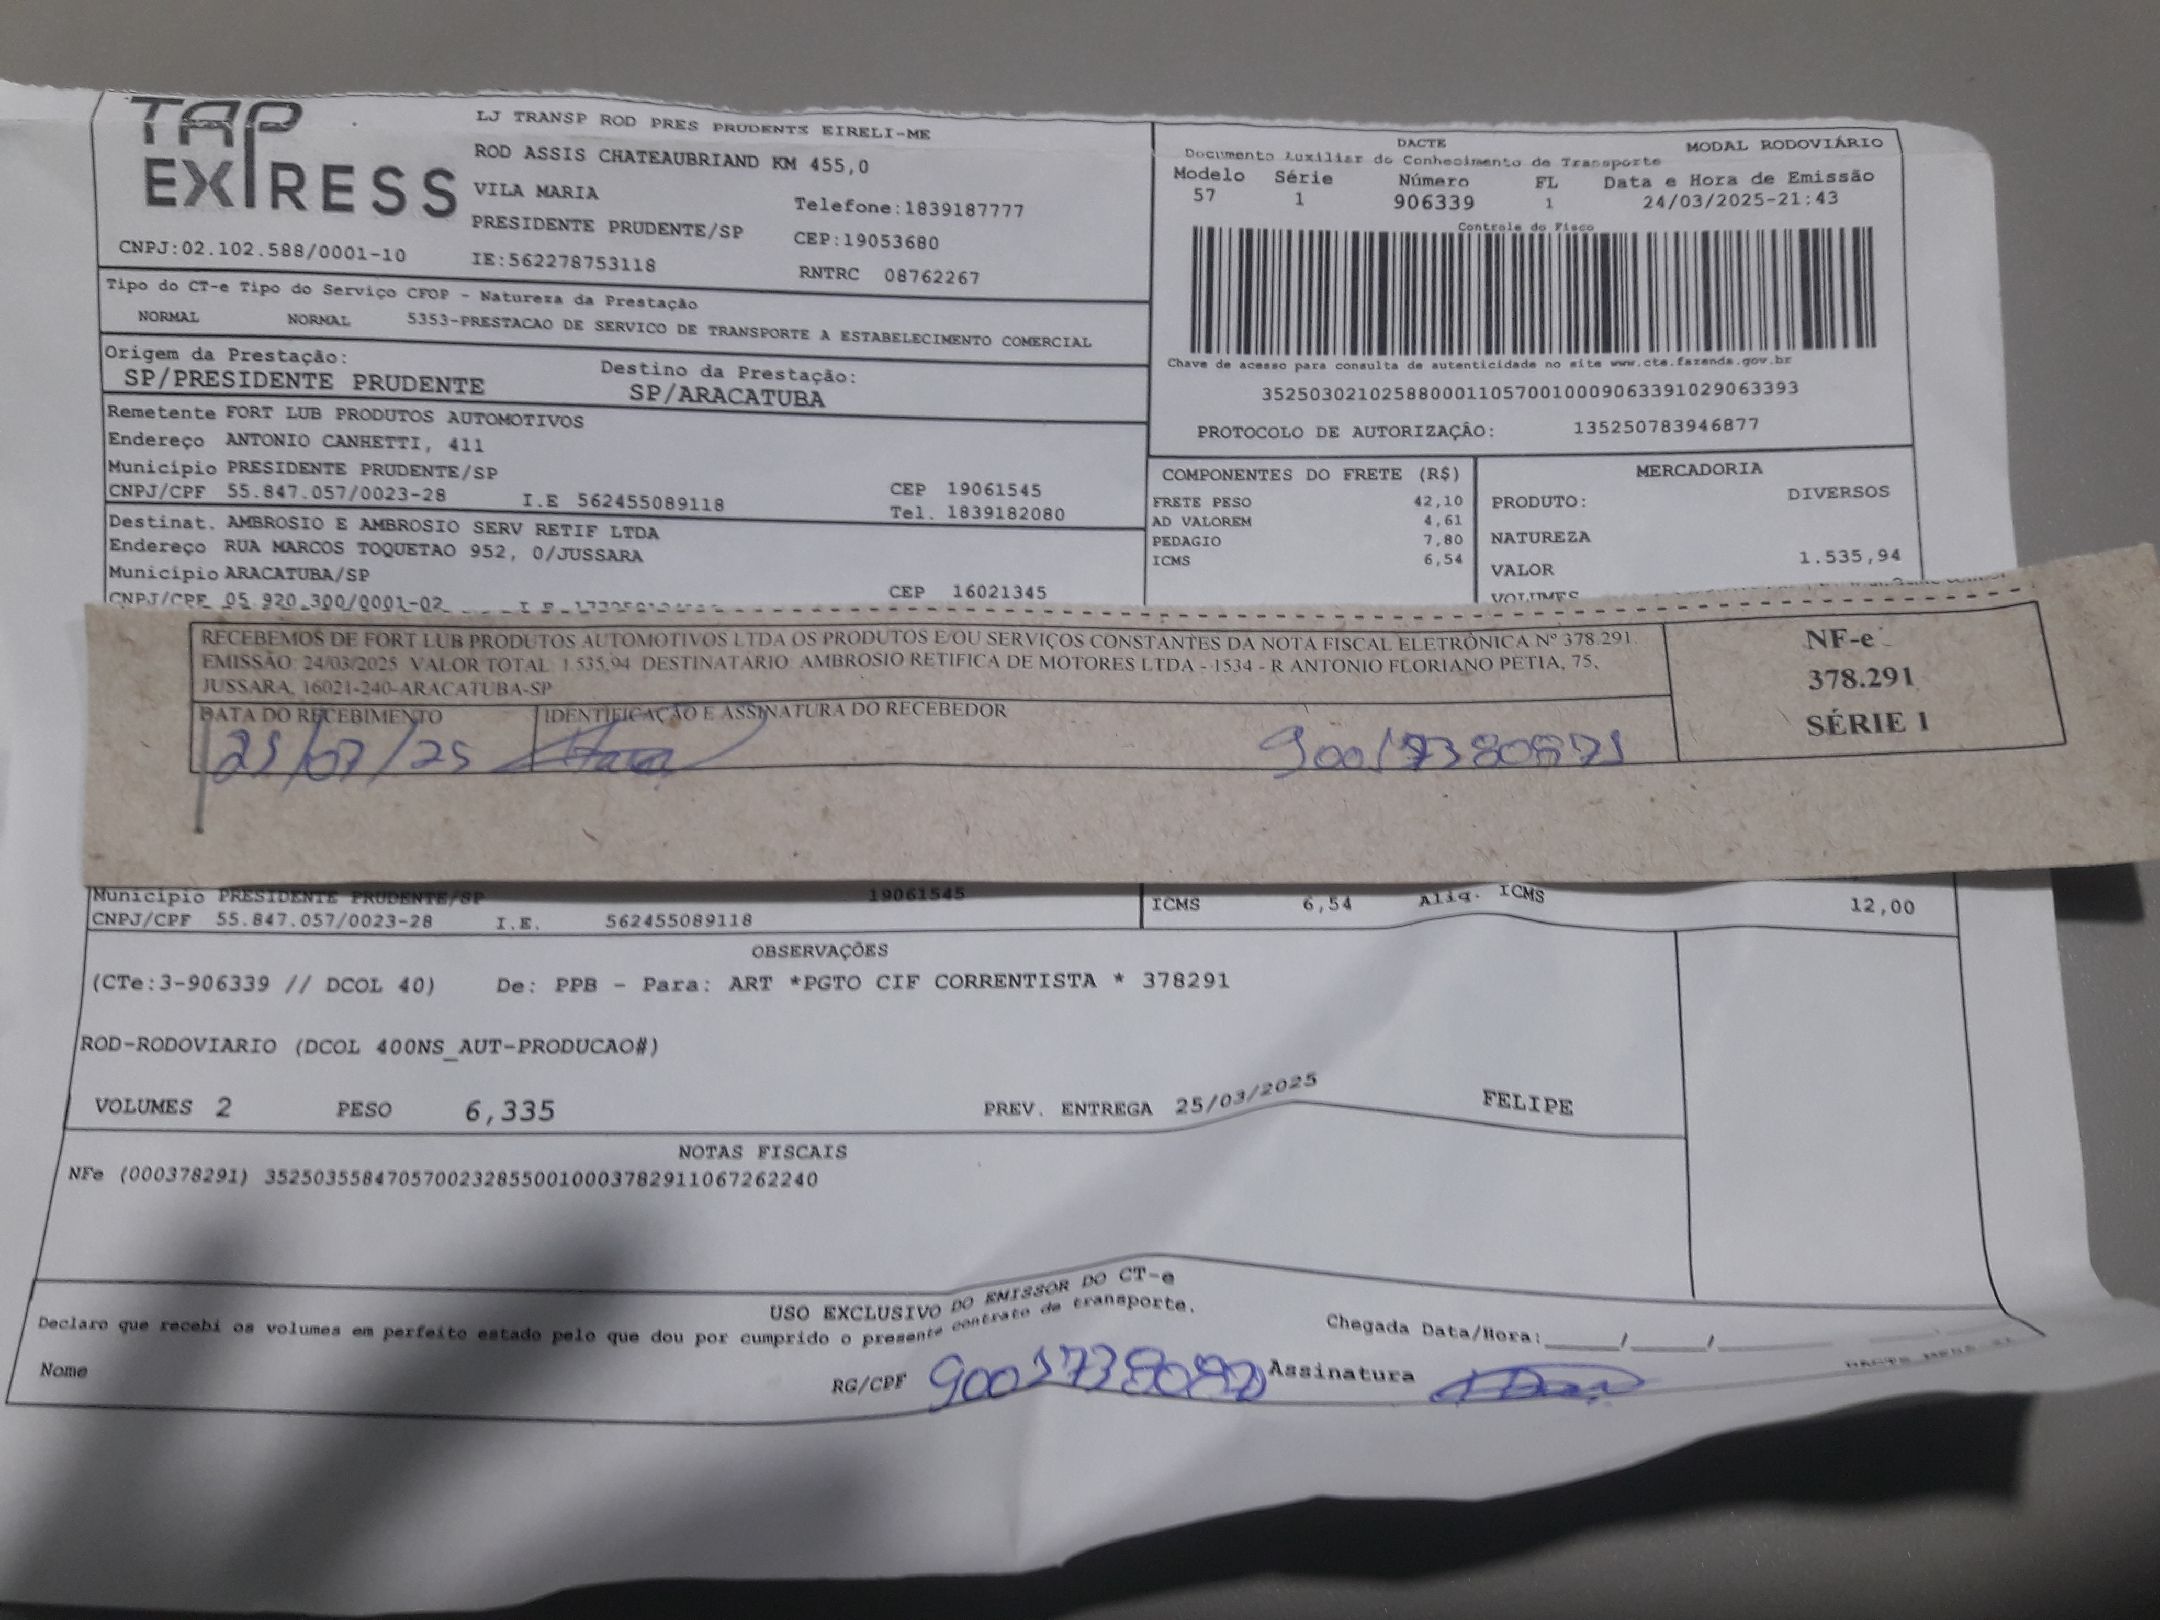 TAP EXPRESS
LJ TRANSP ROD PRES PRUDENTE EIRELI-ME
ROD ASSIS CHATEAUBRIAND KM 455,0
VILA MARIA
Telefone:1839187777
PRESIDENTE PRUDENTE/SP
CEP:19053680
CNPJ:02.102.588/0001-10
IE:562278753118
RNTRC 08762267
DACTE
MODAL RODOVIÁRIO
Documento Auxiliar do Conhecimento de Transporte
Modelo Série Número FL Data e Hora de Emissão
57 1 906339 1 24/03/2025-21:43
Controle do Fisco
Chave de acesso para consulta de autenticidade no site www.cte.fazenda.gov.br
35250302102588000110570010009063391029063393
PROTOCOLO DE AUTORIZAÇÃO: 135250783946877
Tipo do CT-e Tipo do Serviço CFOP - Natureza da Prestação
NORMAL NORMAL 5353-PRESTACAO DE SERVICO DE TRANSPORTE A ESTABELECIMENTO COMERCIAL
Origem da Prestação: Destino da Prestação:
SP/PRESIDENTE PRUDENTE SP/ARACATUBA
Remetente FORT LUB PRODUTOS AUTOMOTIVOS
Endereço ANTONIO CANHETTI, 411
Município PRESIDENTE PRUDENTE/SP
CEP 19061545
CNPJ/CPF 55.847.057/0023-28 I.E 562455089118
Tel. 1839182080
Destinat. AMBROSIO E AMBROSIO SERV RETIF LTDA
Endereço RUA MARCOS TOQUETAO 952, 0/JUSSARA
Município ARACATUBA/SP
CEP 16021345
CNPJ/CPF 05.920.300/0001-02 I.E
COMPONENTES DO FRETE (R$)
FRETE PESO 42,10
AD VALOREM 4,61
PEDAGIO 7,80
ICMS 6,54
MERCADORIA
PRODUTO: DIVERSOS
NATUREZA
VALOR 1.535,94
VOLUMES
RECEBEMOS DE FORT LUB PRODUTOS AUTOMOTIVOS LTDA OS PRODUTOS E/OU SERVIÇOS CONSTANTES DA NOTA FISCAL ELETRÔNICA Nº 378.291.
EMISSÃO: 24/03/2025 VALOR TOTAL: 1.535,94 DESTINATÁRIO: AMBROSIO RETIFICA DE MOTORES LTDA - 1534 - R ANTONIO FLORIANO PETIA, 75,
JUSSARA, 16021-240-ARACATUBA-SP
DATA DO RECEBIMENTO
IDENTIFICAÇÃO E ASSINATURA DO RECEBEDOR
NF-e
378.291
SÉRIE 1
Município PRESIDENTE PRUDENTE/SP 19061545
CNPJ/CPF 55.847.057/0023-28 I.E. 562455089118
ICMS 6,54 Aliq. ICMS 12,00
OBSERVAÇÕES
(CTe:3-906339 // DCOL 40) De: PPB - Para: ART *PGTO CIF CORRENTISTA * 378291
ROD-RODOVIARIO (DCOL 400NS_AUT-PRODUCAO#)
VOLUMES 2 PESO 6,335 PREV. ENTREGA 25/03/2025 FELIPE
NOTAS FISCAIS
NFe (000378291) 35250355847057002328550010003782911067262240
USO EXCLUSIVO DO EMISSOR DO CT-e
Declaro que recebi os volumes em perfeito estado pelo que dou por cumprido o presente contrato de transporte.
Chegada Data/Hora:_____/_____/
Nome
RG/CPF
Assinatura